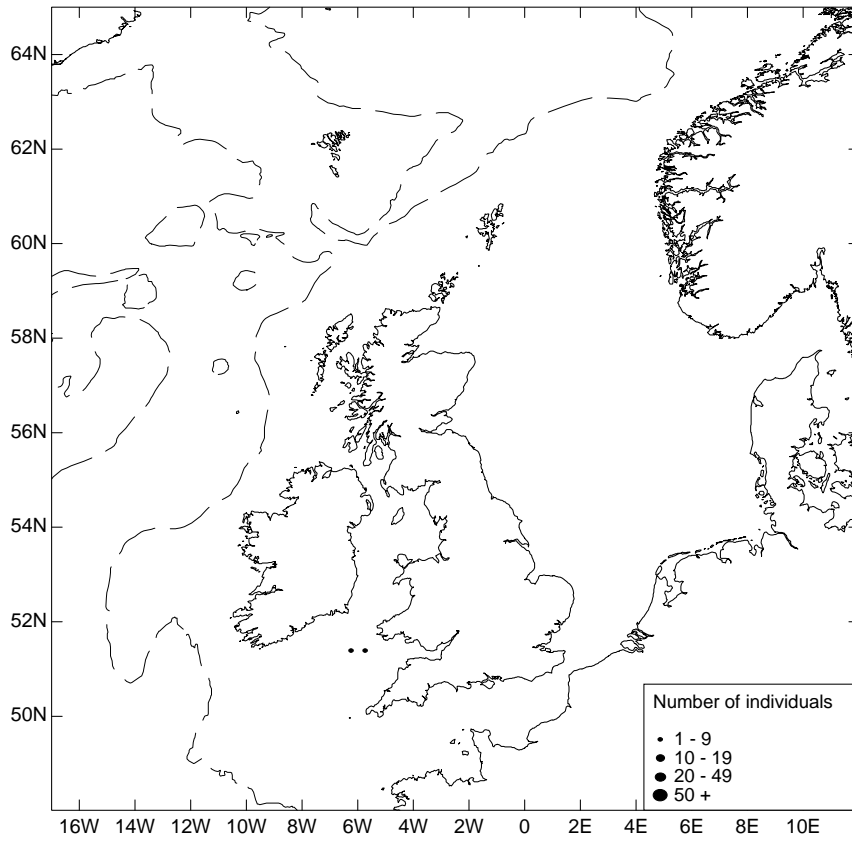 64N
62N
60N
58N
56N
54N
52N
50N
Number of individuals
1 - 9
10 - 19
20 - 49
50 +
16W 14W 12W 10W 8W 6W 4W 2W 0 2E 4E 6E 8E 10E